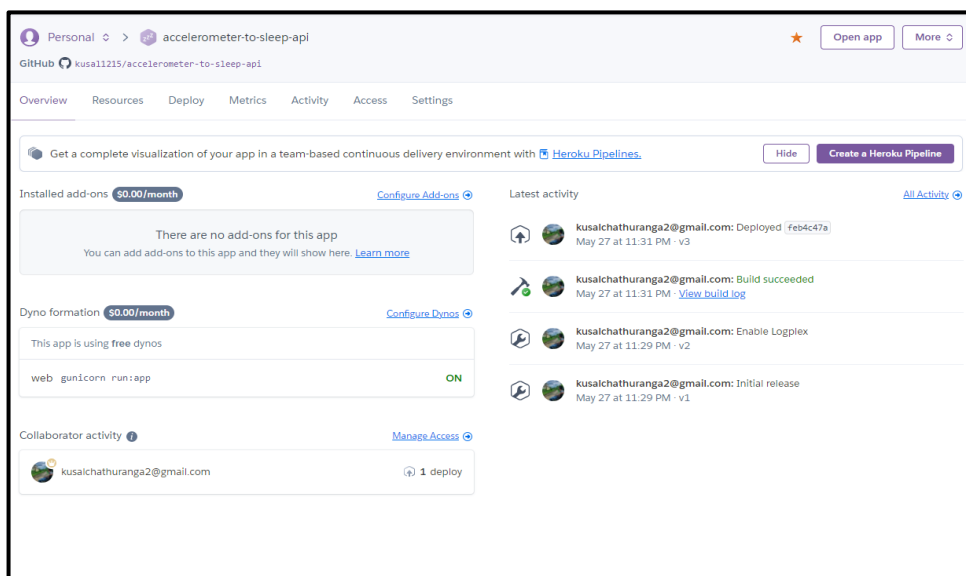 Personal > accelerometer-to-sleep-api
Open app
More
GitHub kusal1215/accelerometer-to-sleep-api
Overview Resources Deploy Metrics Activity Access Settings
Get a complete visualization of your app in a team-based continuous delivery environment with Heroku Pipelines.
Hide
Create a Heroku Pipeline
Installed add-ons $0.00/month
Configure Add-ons
There are no add-ons for this app
You can add add-ons to this app and they will show here. Learn more
Dyno formation $0.00/month
Configure Dynos
This app is using free dynos
web gunicorn run:app
ON
Collaborator activity
Manage Access
kusalchathuranga2@gmail.com
1 deploy
Latest activity
All Activity
kusalchathuranga2@gmail.com: Deployed feb4c47a
May 27 at 11:31 PM · v3
kusalchathuranga2@gmail.com: Build succeeded
May 27 at 11:31 PM · View build log
kusalchathuranga2@gmail.com: Enable Logplex
May 27 at 11:29 PM · v2
kusalchathuranga2@gmail.com: Initial release
May 27 at 11:29 PM · v1